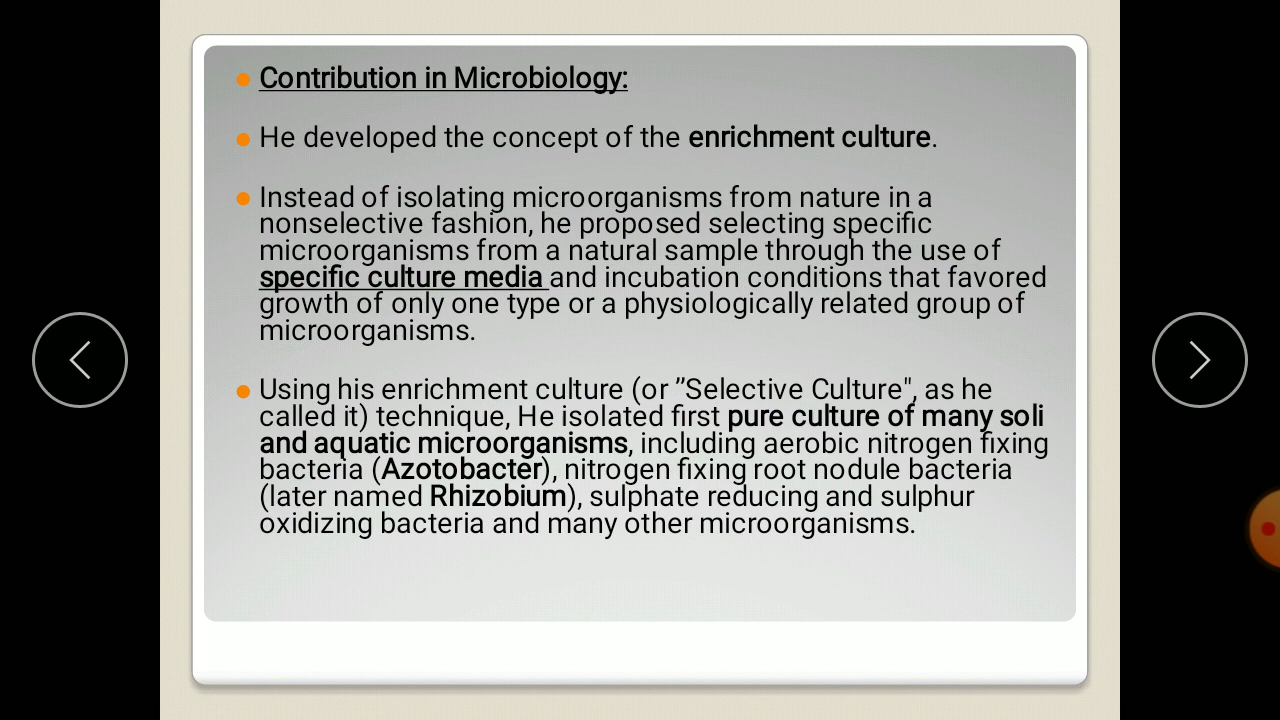 Contribution in Microbiology:
He developed the concept of the enrichment culture.
Instead of isolating microorganisms from nature in a
nonselective fashion, he proposed selecting specific
microorganisms from a natural sample through the use of
specific culture media and incubation conditions that favored
growth of only one type or a physiologically related group of
microorganisms.
Using his enrichment culture (or ”Selective Culture", as he
called it) technique, He isolated first pure culture of many soli
and aquatic microorganisms, including aerobic nitrogen fixing
bacteria (Azotobacter), nitrogen fixing root nodule bacteria
(later named Rhizobium), sulphate reducing and sulphur
oxidizing bacteria and many other microorganisms.